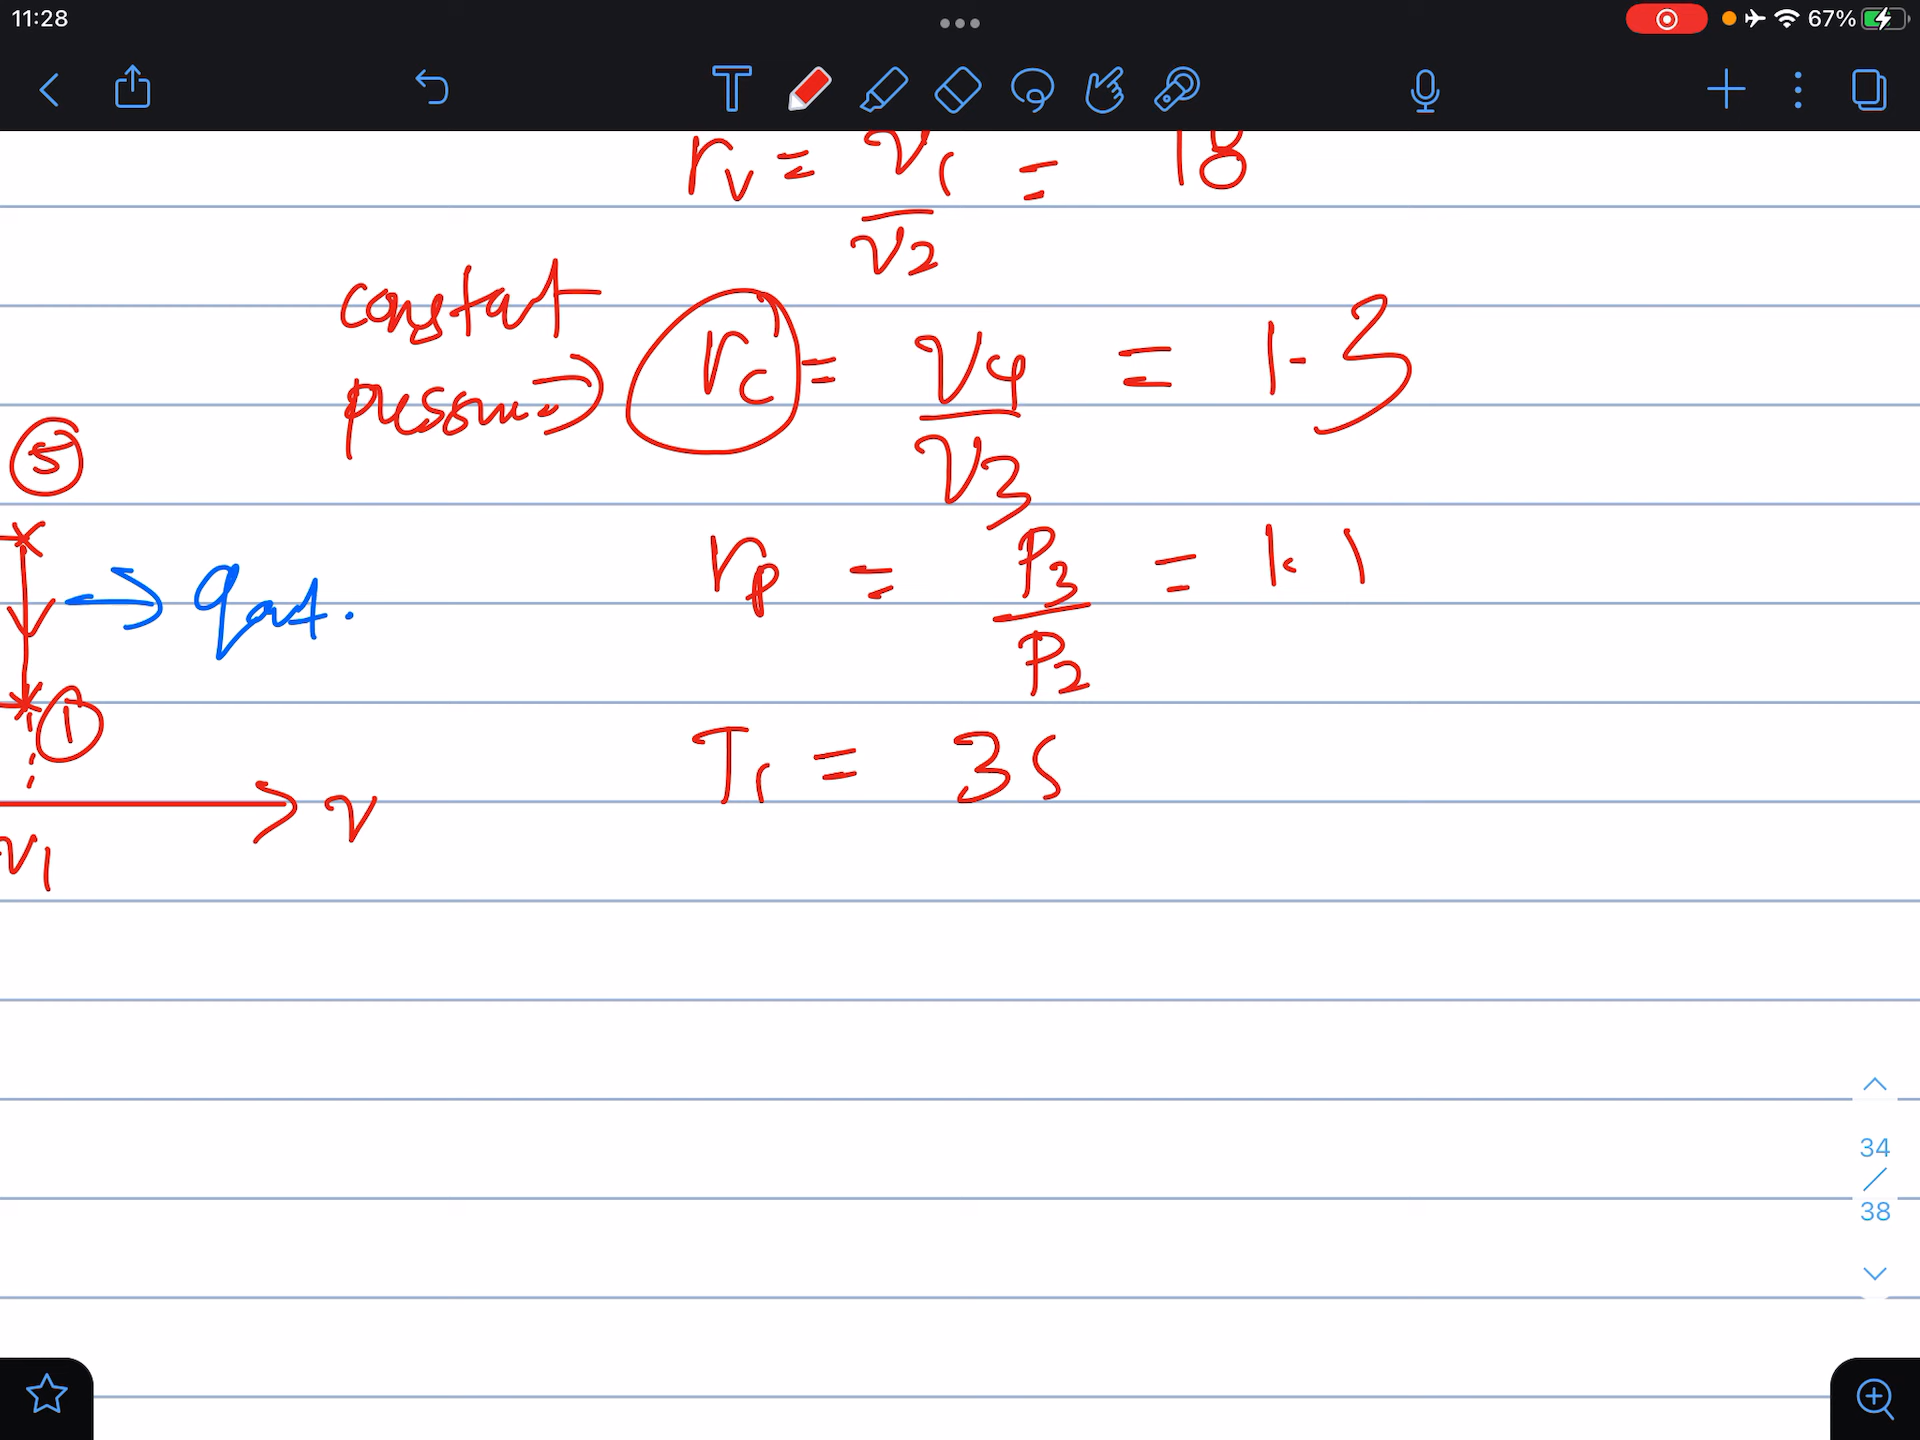 11:28
67%
T
rv = v1 = 18
v2
constant
pressure → rc = v4 = 1.3
v3
5
rp = P3 = 1.1
P2
→ qout.
1
T1 = 35
v
v1
34
/
38